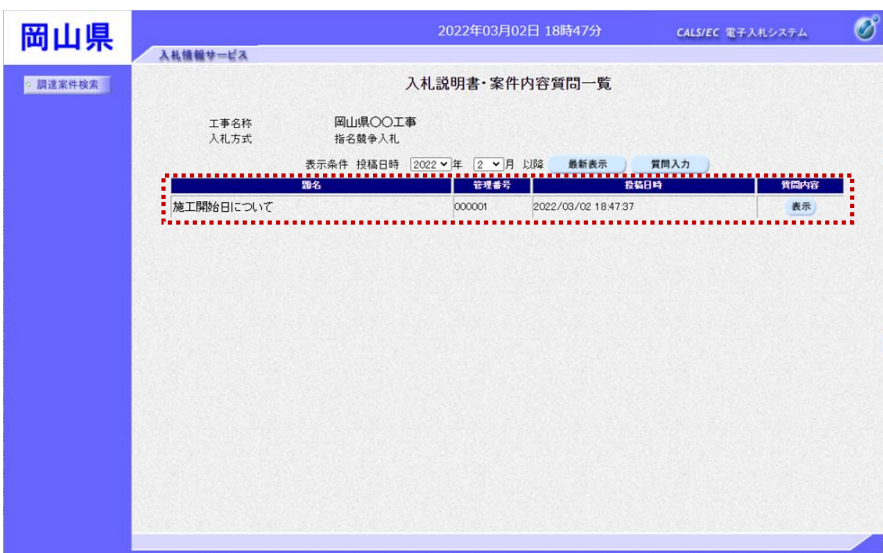 岡山県
2022年03月02日 18時47分
CALS/EC 電子入札システム
入札情報サービス
調達案件検索
入札説明書・案件内容質問一覧
工事名称 岡山県〇〇工事
入札方式 指名競争入札
表示条件 投稿日時 2022 年 2 月 以降 最新表示 質問入力
題名 管理番号 投稿日時 質問内容
施工開始日について 000001 2022/03/02 18:47:37 表示